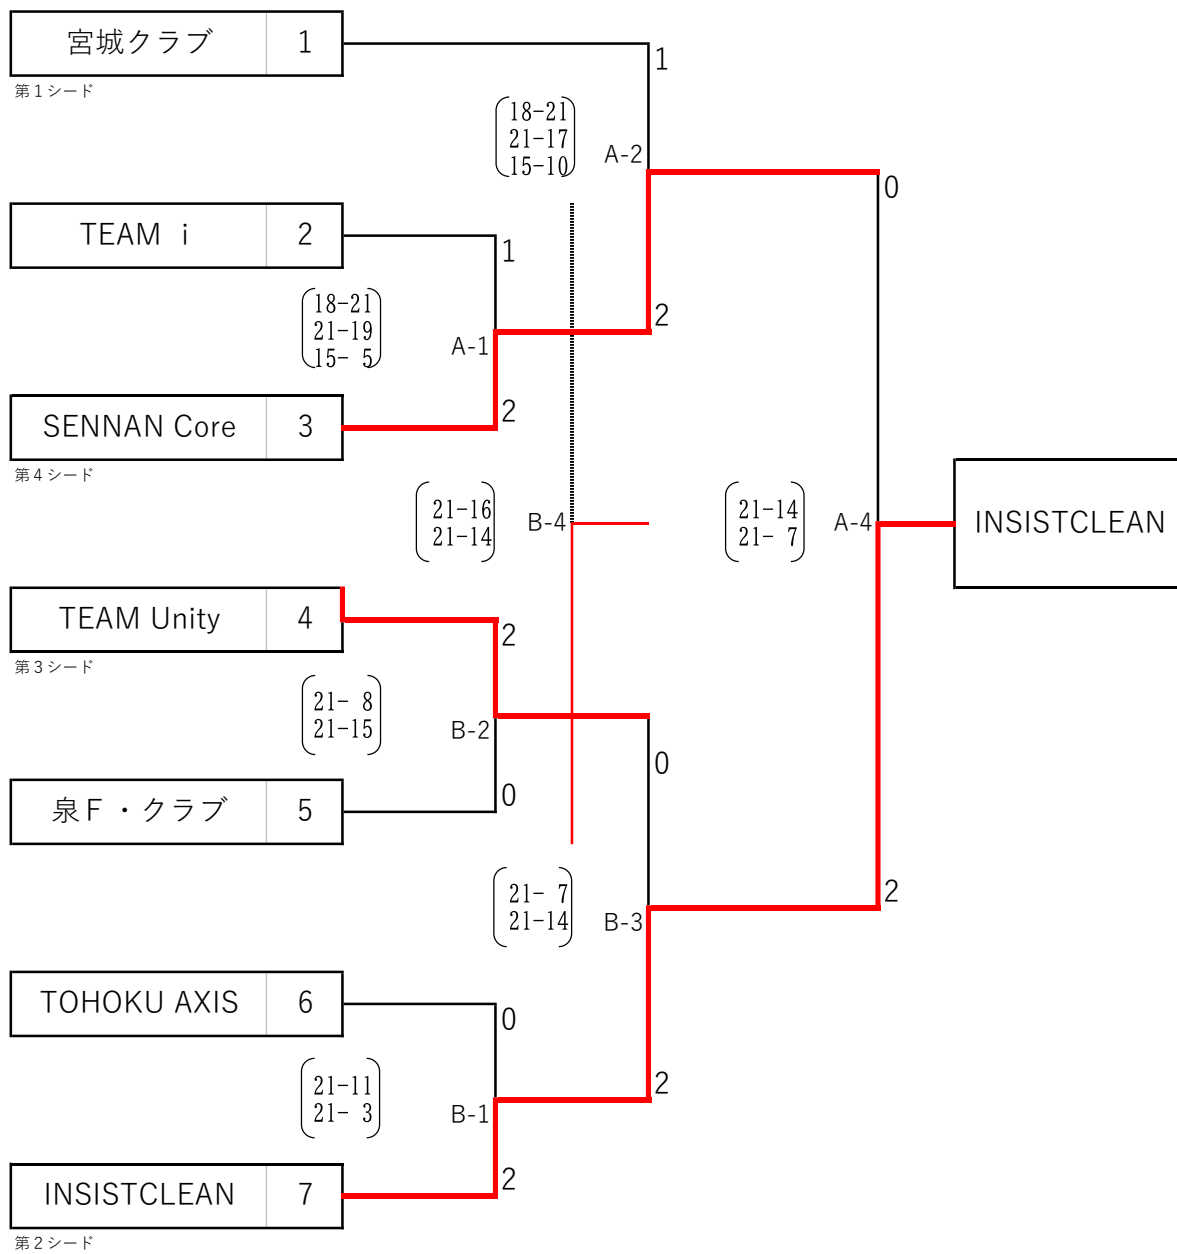 宮城クラブ 1
第1シード
1
18-21
21-17
15-10
A-2
0
TEAM i 2
1
18-21
21-19
15- 5
A-1
2
SENNAN Core 3
2
第4シード
21-16
21-14
B-4
21-14
21- 7
A-4
INSISTCLEAN
TEAM Unity 4
2
第3シード
21- 8
21-15
B-2
0
泉F・クラブ 5
0
21- 7
21-14
B-3
2
TOHOKU AXIS 6
0
21-11
21- 3
B-1
2
INSISTCLEAN 7
2
第2シード